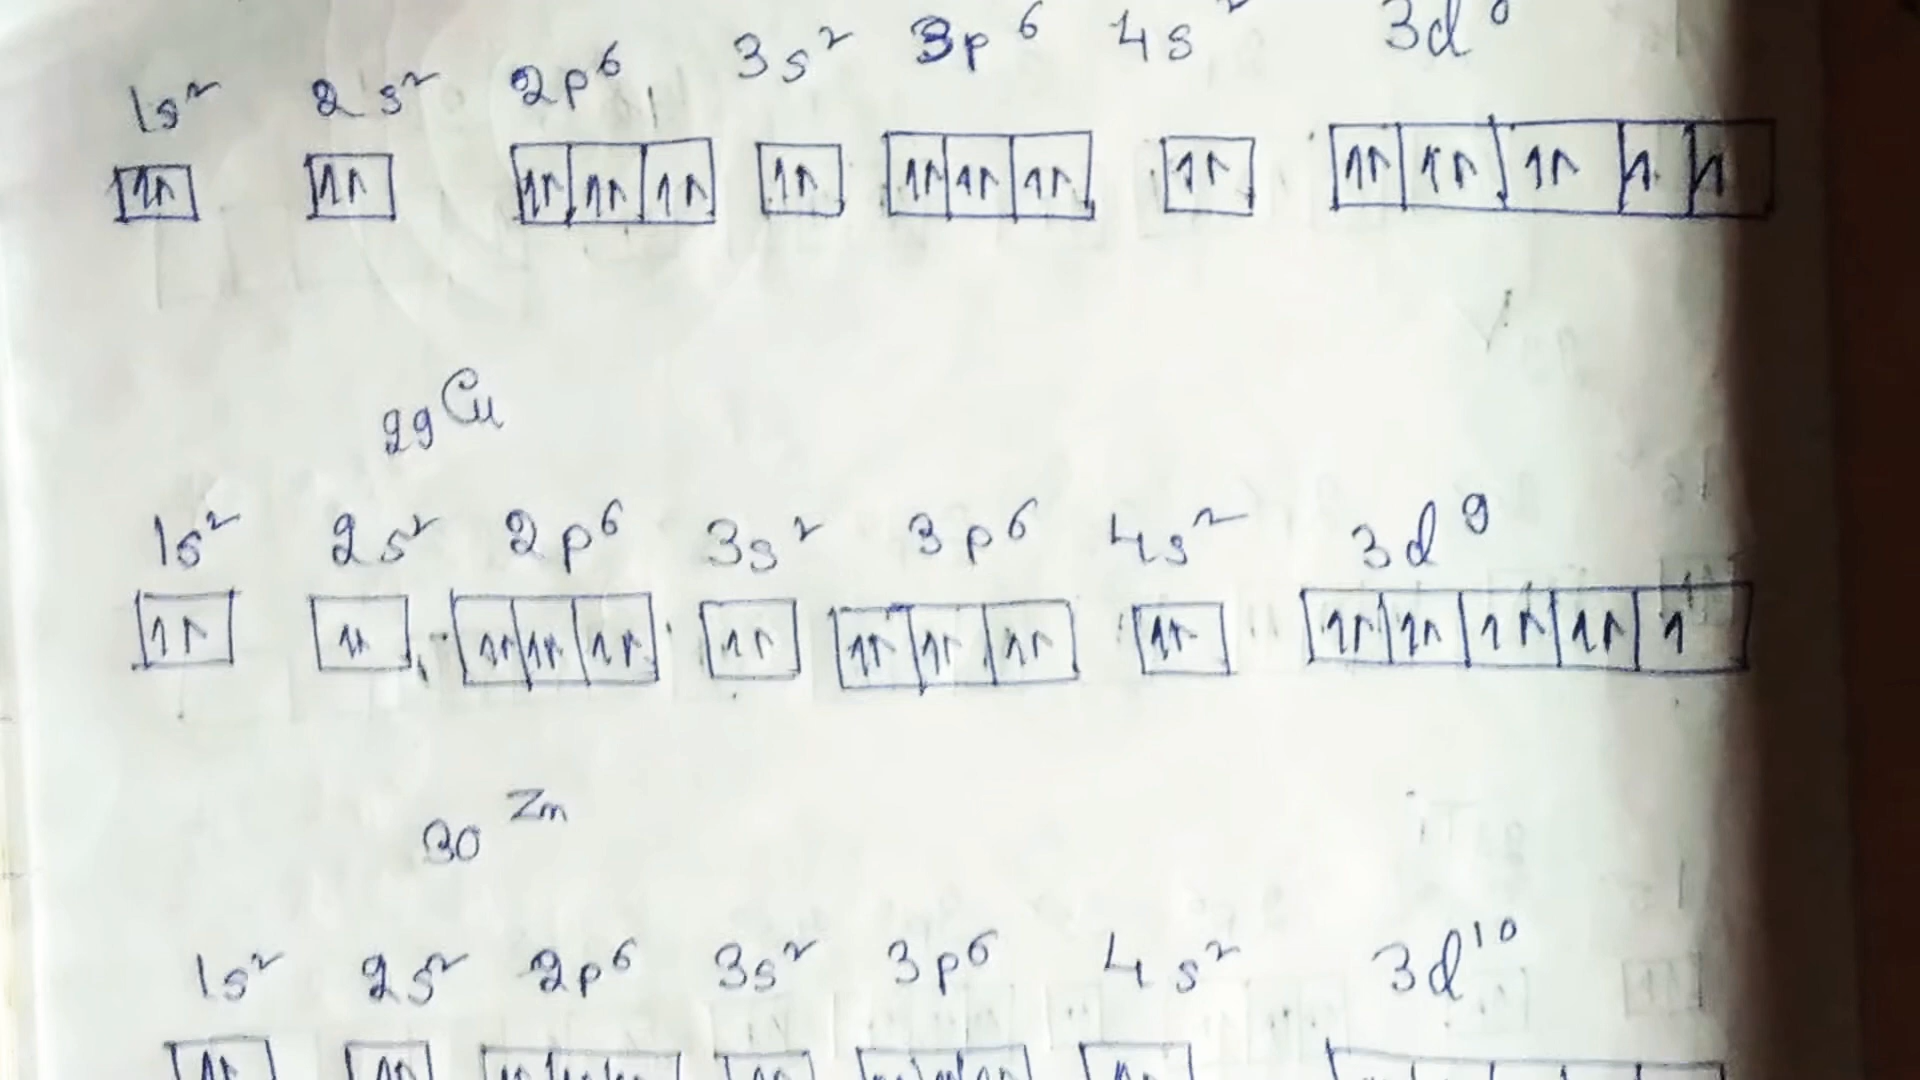 1s² 2s² 2p⁶ 3s² 3p⁶ 4s² 3d⁸
₂₉Cu
1s² 2s² 2p⁶ 3s² 3p⁶ 4s² 3d⁹
₃₀Zn
1s² 2s² 2p⁶ 3s² 3p⁶ 4s² 3d¹⁰